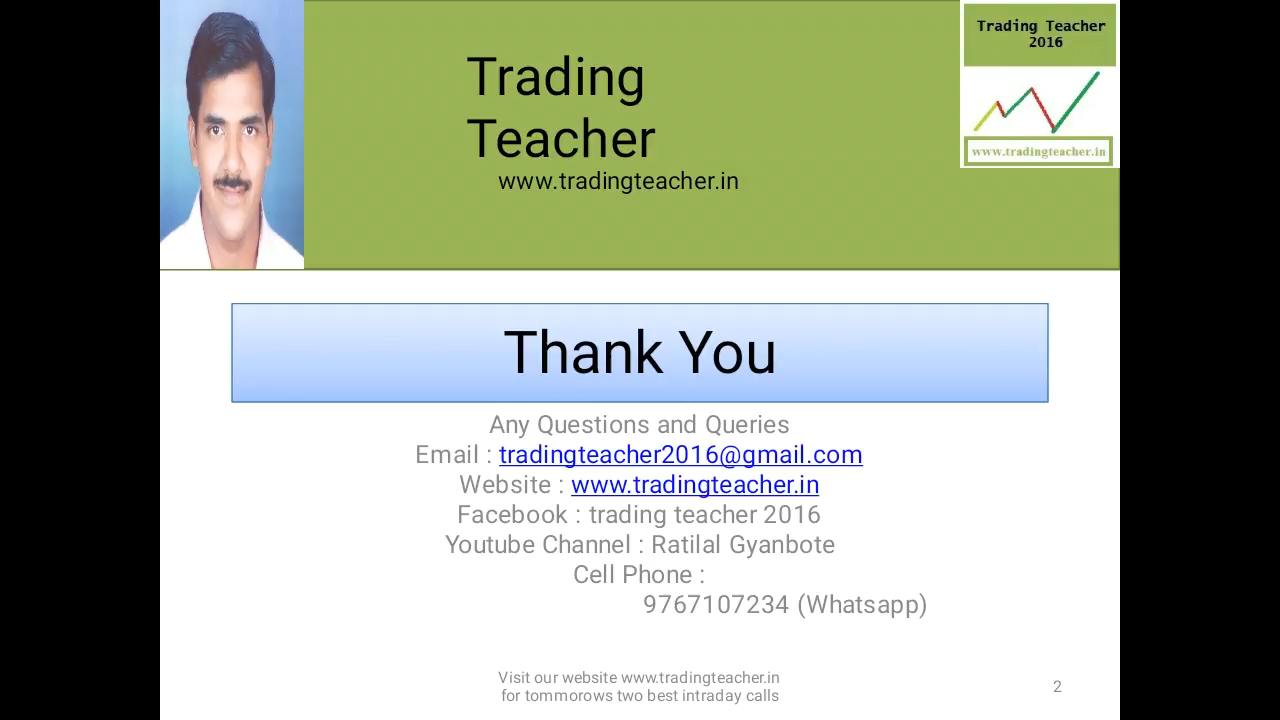 Trading
Teacher
www.tradingteacher.in
Trading Teacher
2016
www.tradingteacher.in
Thank You
Any Questions and Queries
Email : tradingteacher2016@gmail.com
Website : www.tradingteacher.in
Facebook : trading teacher 2016
Youtube Channel : Ratilal Gyanbote
Cell Phone :
9767107234 (Whatsapp)
Visit our website www.tradingteacher.in
for tommorows two best intraday calls
2